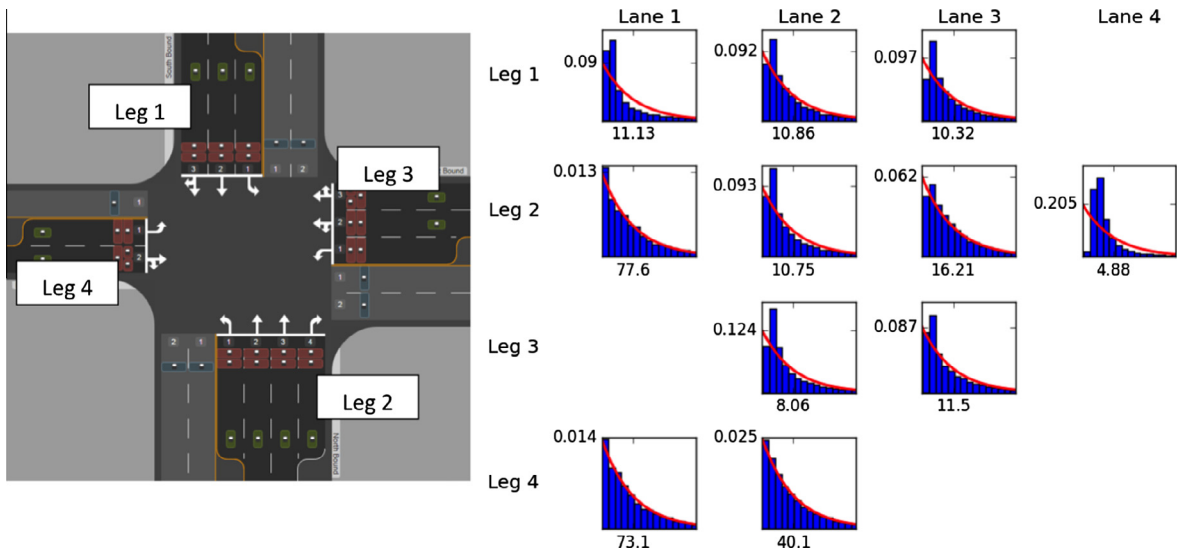 South Bound
Leg 1
3 2 1
1 2
Bound
Leg 3
3
2
1
1
2
1
1
2
Leg 4
2 1
1 2 3 4
Leg 2
North Bound
Lane 1 Lane 2 Lane 3 Lane 4
Leg 1
0.09 0.092 0.097
11.13 10.86 10.32
Leg 2
0.013 0.093 0.062 0.205
77.6 10.75 16.21 4.88
Leg 3
0.124 0.087
8.06 11.5
Leg 4
0.014 0.025
73.1 40.1